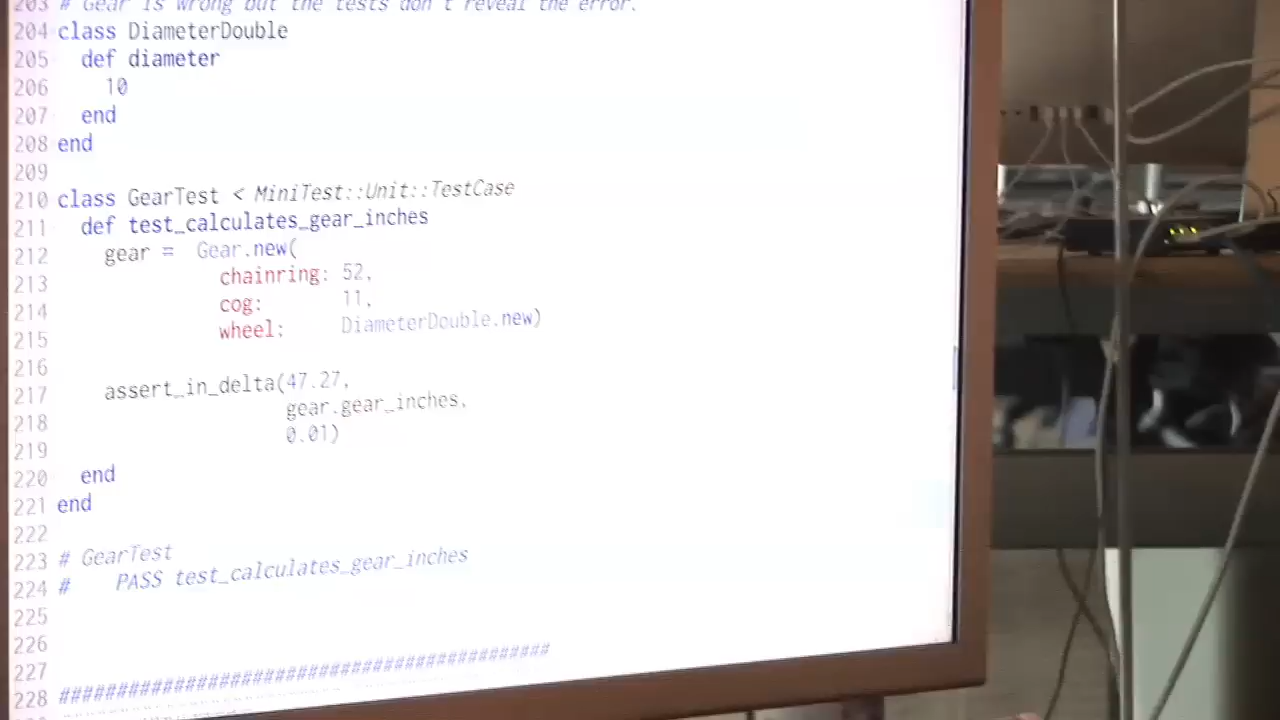 203 # Gear is wrong but the tests don't reveal the error.
204 class DiameterDouble
205   def diameter
206     10
207   end
208 end
209
210 class GearTest < MiniTest::Unit::TestCase
211   def test_calculates_gear_inches
212     gear =  Gear.new(
213               chainring: 52,
214               cog:       11,
215               wheel:     DiameterDouble.new)
216
217     assert_in_delta(47.27,
218                     gear.gear_inches,
219                     0.01)
220   end
221 end
222
223 # GearTest
224 #    PASS test_calculates_gear_inches
225
226
227
228 ##########################################